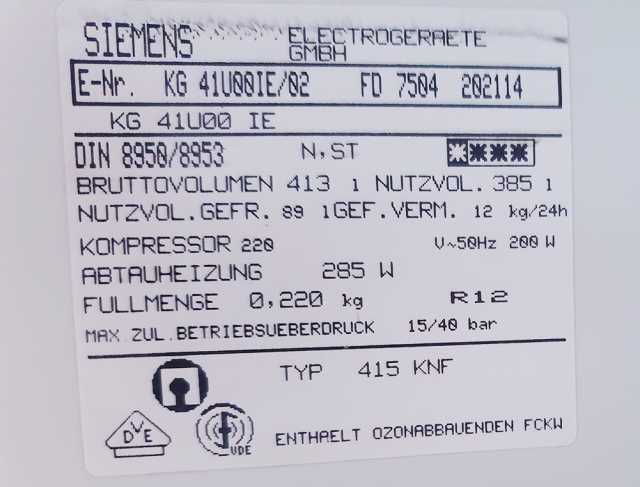 SIEMENS ELECTROGERAETE
GMBH
E-Nr. KG 41U00IE/02 FD 7504 202114
KG 41U00 IE
DIN 8950/8953 N,ST
BRUTTOVOLUMEN 413 l NUTZVOL. 385 l
NUTZVOL.GEFR. 89 lGEF.VERM. 12 kg/24h
KOMPRESSOR 220 V~50Hz 200 W
ABTAUHEIZUNG 285 W
FULLMENGE 0,220 kg R12
MAX ZUL.BETRIEBSUEBERDRUCK 15/40 bar
TYP 415 KNF
DVE
VDE
ENTHAELT OZONABBAUENDEN FCKW